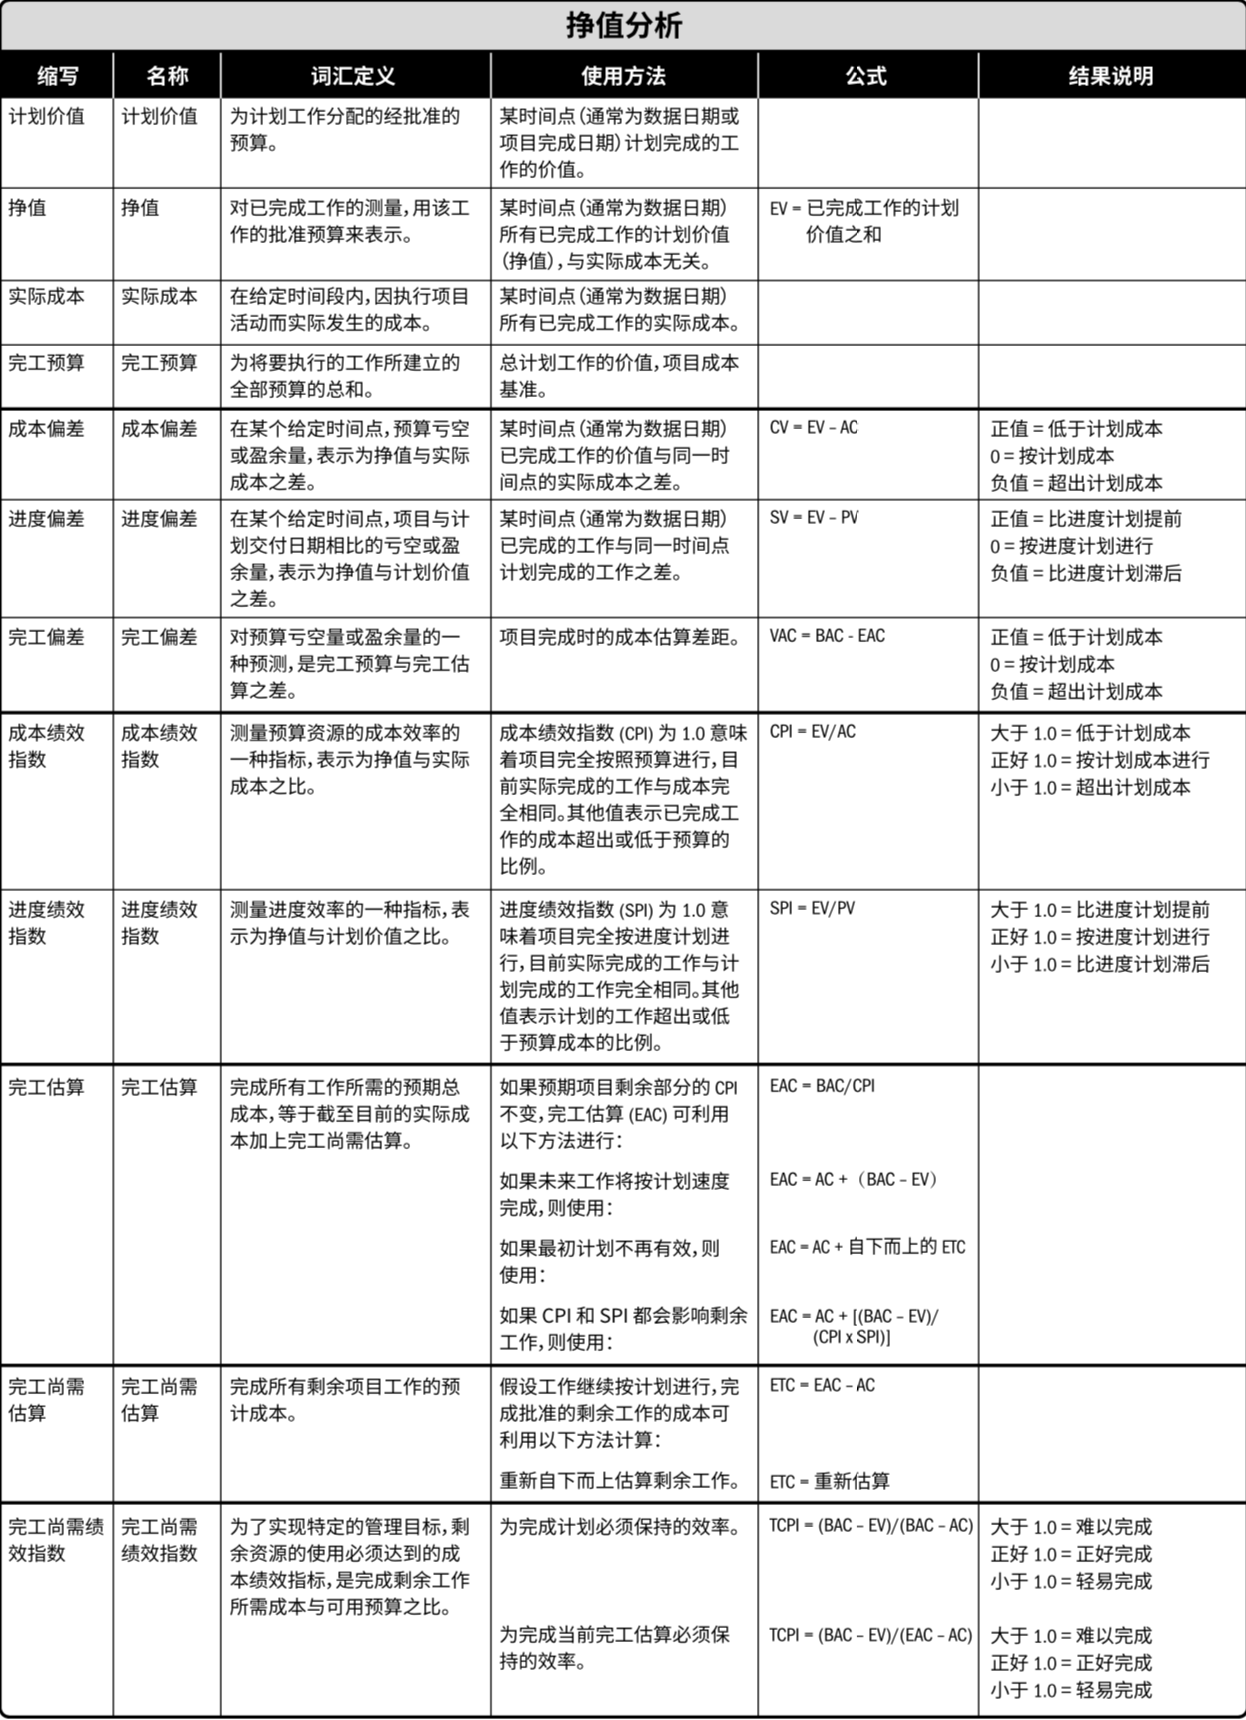 挣值分析
缩写 名称 词汇定义 使用方法 公式 结果说明
计划价值 计划价值 为计划工作分配的经批准的 某时间点（通常为数据日期或
预算。 项目完成日期）计划完成的工
作的价值。
挣值 挣值 对已完成工作的测量，用该工 某时间点（通常为数据日期） EV = 已完成工作的计划
作的批准预算来表示。 所有已完成工作的计划价值 价值之和
（挣值），与实际成本无关。
实际成本 实际成本 在给定时间段内，因执行项目 某时间点（通常为数据日期）
活动而实际发生的成本。 所有已完成工作的实际成本。
完工预算 完工预算 为将要执行的工作所建立的 总计划工作的价值，项目成本
全部预算的总和。 基准。
成本偏差 成本偏差 在某个给定时间点，预算亏空 某时间点（通常为数据日期） CV = EV – AC 正值 = 低于计划成本
或盈余量，表示为挣值与实际 已完成工作的价值与同一时 0 = 按计划成本
成本之差。 间点的实际成本之差。 负值 = 超出计划成本
进度偏差 进度偏差 在某个给定时间点，项目与计 某时间点（通常为数据日期） SV = EV – PV 正值 = 比进度计划提前
划交付日期相比的亏空或盈 已完成的工作与同一时间点 0 = 按进度计划进行
余量，表示为挣值与计划价值 计划完成的工作之差。 负值 = 比进度计划滞后
之差。
完工偏差 完工偏差 对预算亏空量或盈余量的一 项目完成时的成本估算差距。 VAC = BAC - EAC 正值 = 低于计划成本
种预测，是完工预算与完工估 0 = 按计划成本
算之差。 负值 = 超出计划成本
成本绩效 成本绩效 测量预算资源的成本效率的 成本绩效指数 (CPI) 为 1.0 意味 CPI = EV/AC 大于 1.0 = 低于计划成本
指数 指数 一种指标，表示为挣值与实际 着项目完全按照预算进行，目 正好 1.0 = 按计划成本进行
成本之比。 前实际完成的工作与成本完 小于 1.0 = 超出计划成本
全相同。其他值表示已完成工
作的成本超出或低于预算的
比例。
进度绩效 进度绩效 测量进度效率的一种指标，表 进度绩效指数 (SPI) 为 1.0 意 SPI = EV/PV 大于 1.0 = 比进度计划提前
指数 指数 示为挣值与计划价值之比。 味着项目完全按进度计划进 正好 1.0 = 按进度计划进行
行，目前实际完成的工作与计 小于 1.0 = 比进度计划滞后
划完成的工作完全相同。其他
值表示计划的工作超出或低
于预算成本的比例。
完工估算 完工估算 完成所有工作所需的预期总 如果预期项目剩余部分的 CPI EAC = BAC/CPI
成本，等于截至目前的实际成 不变，完工估算 (EAC) 可利用
本加上完工尚需估算。 以下方法进行：
如果未来工作将按计划速度 EAC = AC +（BAC – EV）
完成，则使用：
如果最初计划不再有效，则 EAC = AC + 自下而上的 ETC
使用：
如果 CPI 和 SPI 都会影响剩余 EAC = AC + [(BAC – EV)/
工作，则使用： (CPI x SPI)]
完工尚需 完工尚需 完成所有剩余项目工作的预 假设工作继续按计划进行，完 ETC = EAC – AC
估算 估算 计成本。 成批准的剩余工作的成本可
利用以下方法计算：
重新自下而上估算剩余工作。 ETC = 重新估算
完工尚需绩 完工尚需 为了实现特定的管理目标，剩 为完成计划必须保持的效率。 TCPI = (BAC – EV)/(BAC – AC) 大于 1.0 = 难以完成
效指数 绩效指数 余资源的使用必须达到的成 正好 1.0 = 正好完成
本绩效指标，是完成剩余工作 小于 1.0 = 轻易完成
所需成本与可用预算之比。
为完成当前完工估算必须保 TCPI = (BAC – EV)/(EAC – AC) 大于 1.0 = 难以完成
持的效率。 正好 1.0 = 正好完成
小于 1.0 = 轻易完成